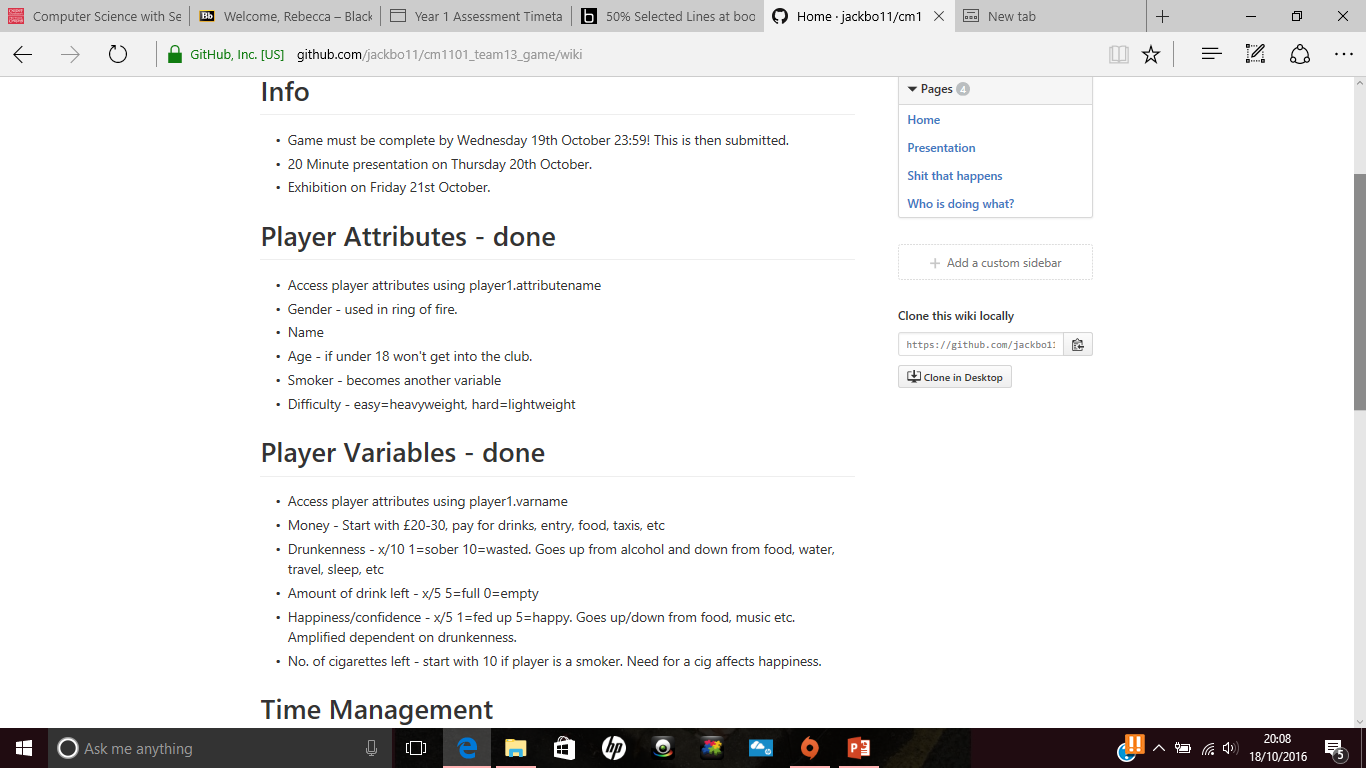 Computer Science with Se
Bb Welcome, Rebecca – Black
Year 1 Assessment Timeta
b 50% Selected Lines at boo
Home · jackbo11/cm1
New tab
GitHub, Inc. [US] github.com/jackbo11/cm1101_team13_game/wiki
Info
• Game must be complete by Wednesday 19th October 23:59! This is then submitted.
• 20 Minute presentation on Thursday 20th October.
• Exhibition on Friday 21st October.
Player Attributes - done
• Access player attributes using player1.attributename
• Gender - used in ring of fire.
• Name
• Age - if under 18 won't get into the club.
• Smoker - becomes another variable
• Difficulty - easy=heavyweight, hard=lightweight
Player Variables - done
• Access player attributes using player1.varname
• Money - Start with £20-30, pay for drinks, entry, food, taxis, etc
• Drunkenness - x/10 1=sober 10=wasted. Goes up from alcohol and down from food, water,
travel, sleep, etc
• Amount of drink left - x/5 5=full 0=empty
• Happiness/confidence - x/5 1=fed up 5=happy. Goes up/down from food, music etc.
Amplified dependent on drunkenness.
• No. of cigarettes left - start with 10 if player is a smoker. Need for a cig affects happiness.
Time Management
Pages 4
Home
Presentation
Shit that happens
Who is doing what?
+ Add a custom sidebar
Clone this wiki locally
https://github.com/jackbo11
Clone in Desktop
Ask me anything
hp
20:08
18/10/2016
5